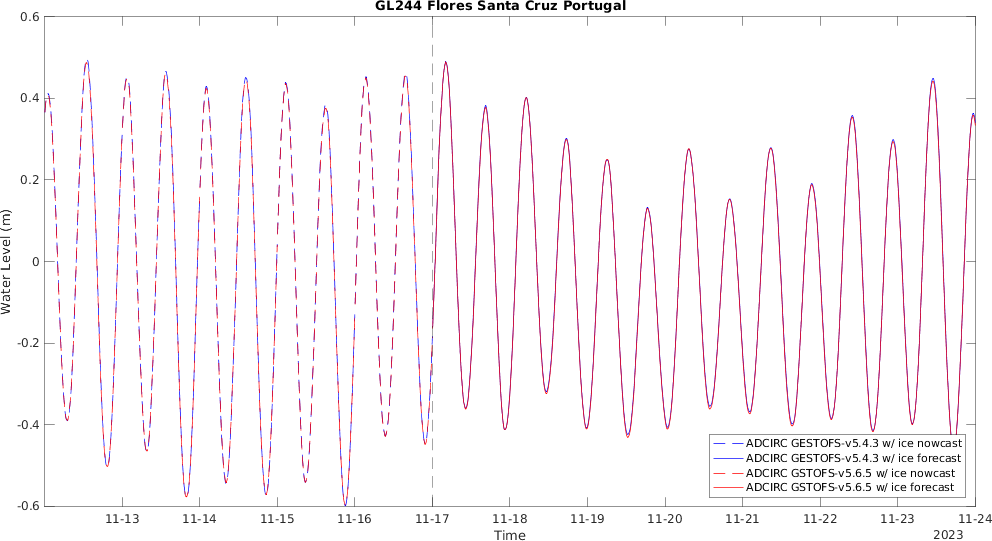 GL244 Flores Santa Cruz Portugal
Water Level (m)
0.6
0.4
0.2
0
-0.2
-0.4
-0.6
11-13 11-14 11-15 11-16 11-17 11-18 11-19 11-20 11-21 11-22 11-23 11-24
Time
2023
ADCIRC GESTOFS-v5.4.3 w/ ice nowcast
ADCIRC GESTOFS-v5.4.3 w/ ice forecast
ADCIRC GSTOFS-v5.6.5 w/ ice nowcast
ADCIRC GSTOFS-v5.6.5 w/ ice forecast